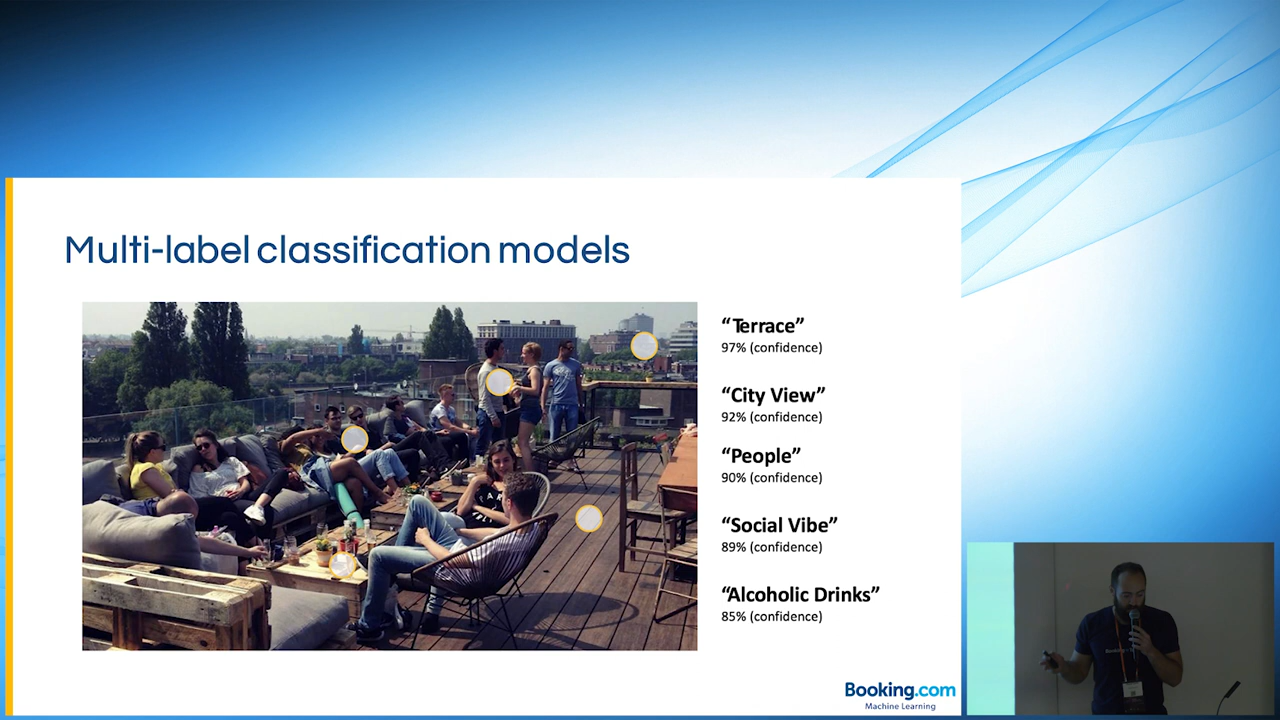 Multi-label classification models
“Terrace”
97% (confidence)
“City View”
92% (confidence)
“People”
90% (confidence)
“Social Vibe”
89% (confidence)
“Alcoholic Drinks”
85% (confidence)
Booking.com
Machine Learning